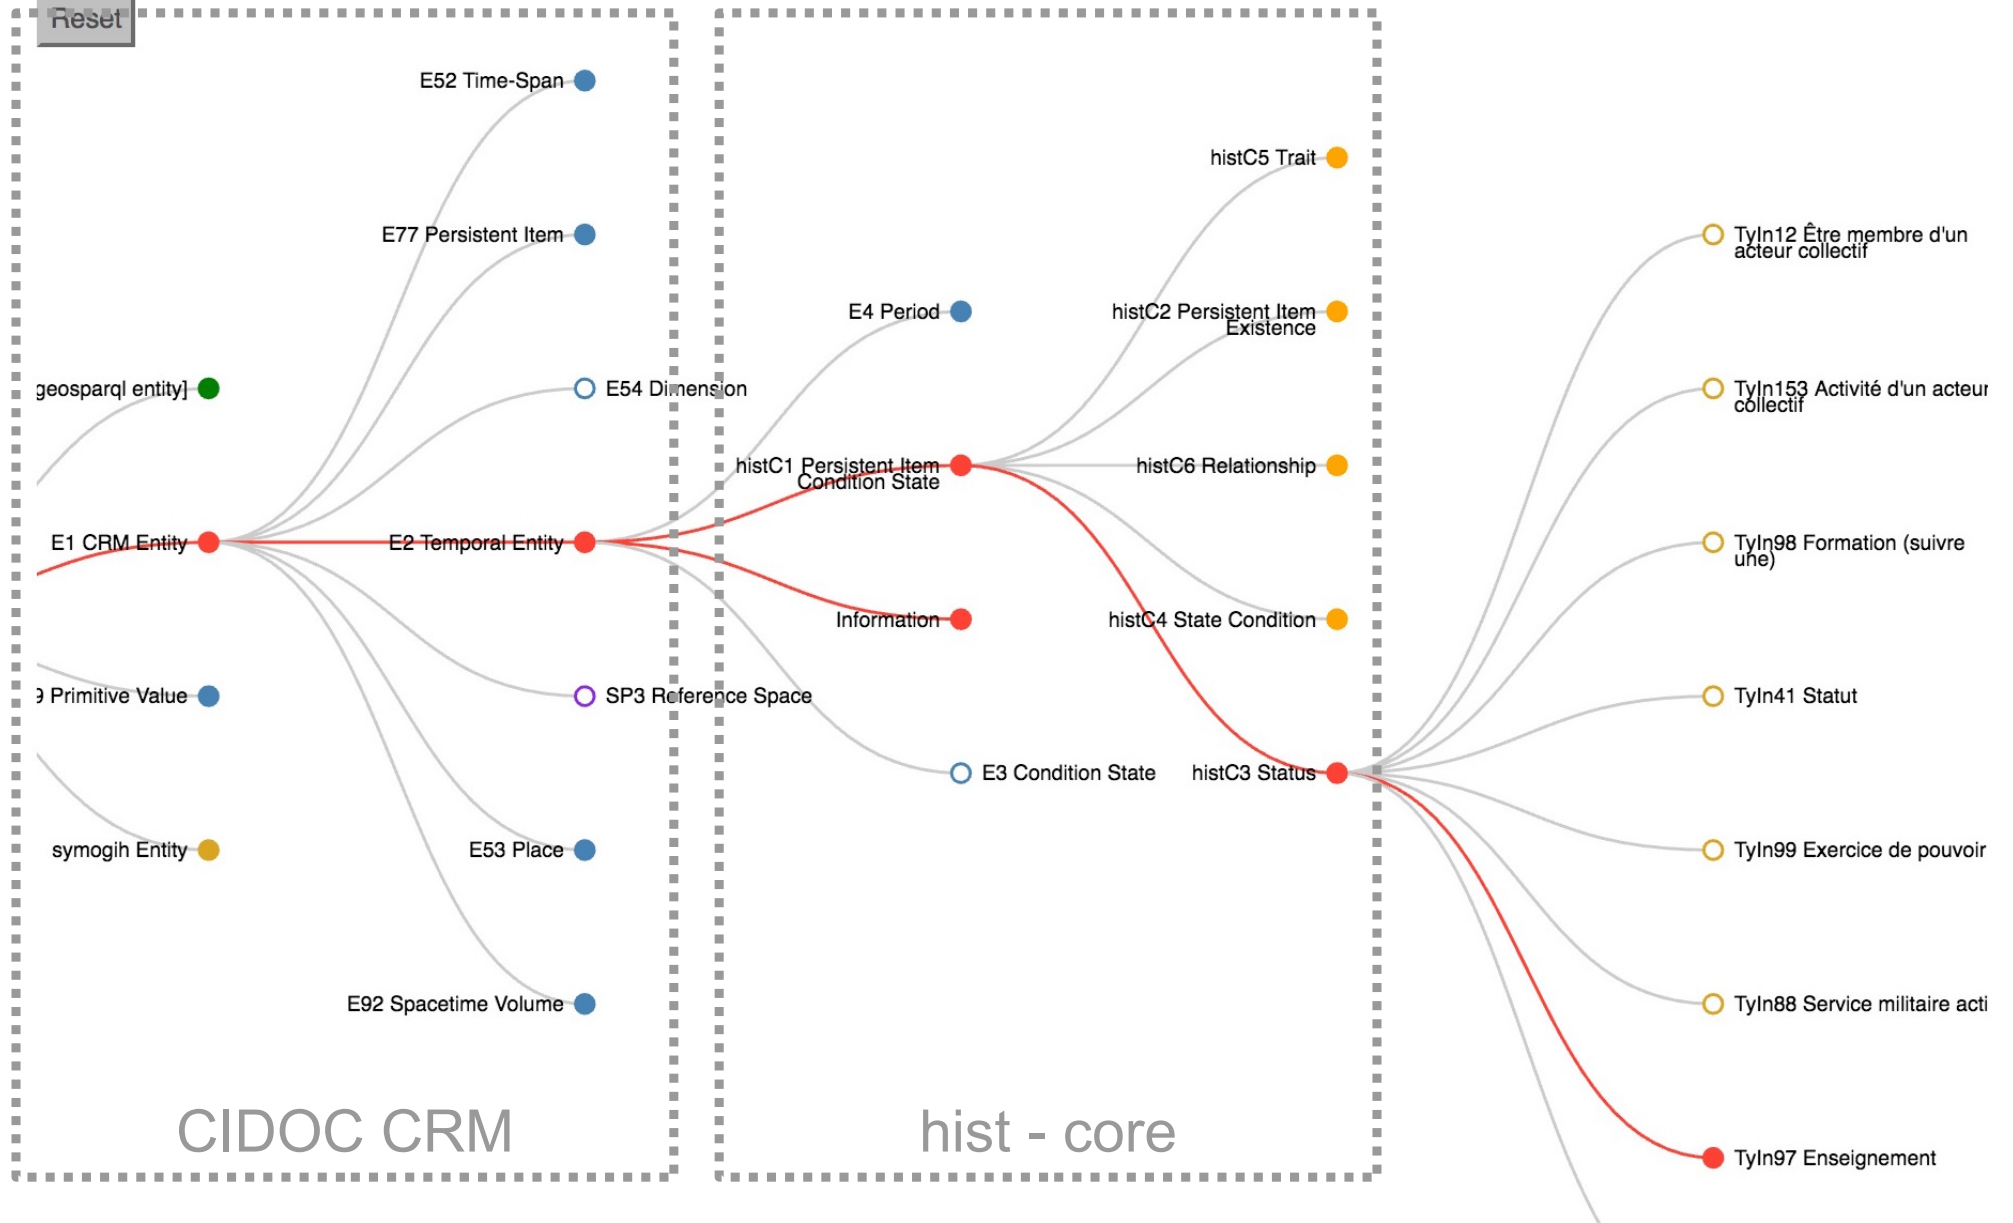 Reset
E52 Time-Span
E77 Persistent Item
geosparql entity]
E54 Dimension
E1 CRM Entity
E2 Temporal Entity
9 Primitive Value
SP3 Reference Space
symogih Entity
E53 Place
E92 Spacetime Volume
CIDOC CRM
histC5 Trait
E4 Period
histC2 Persistent Item
Existence
histC1 Persistent Item
Condition State
histC6 Relationship
Information
histC4 State Condition
E3 Condition State
histC3 Status
hist - core
TyIn12 Être membre d'un
acteur collectif
TyIn153 Activité d'un acteur
collectif
TyIn98 Formation (suivre
une)
TyIn41 Statut
TyIn99 Exercice de pouvoir
TyIn88 Service militaire acti
TyIn97 Enseignement